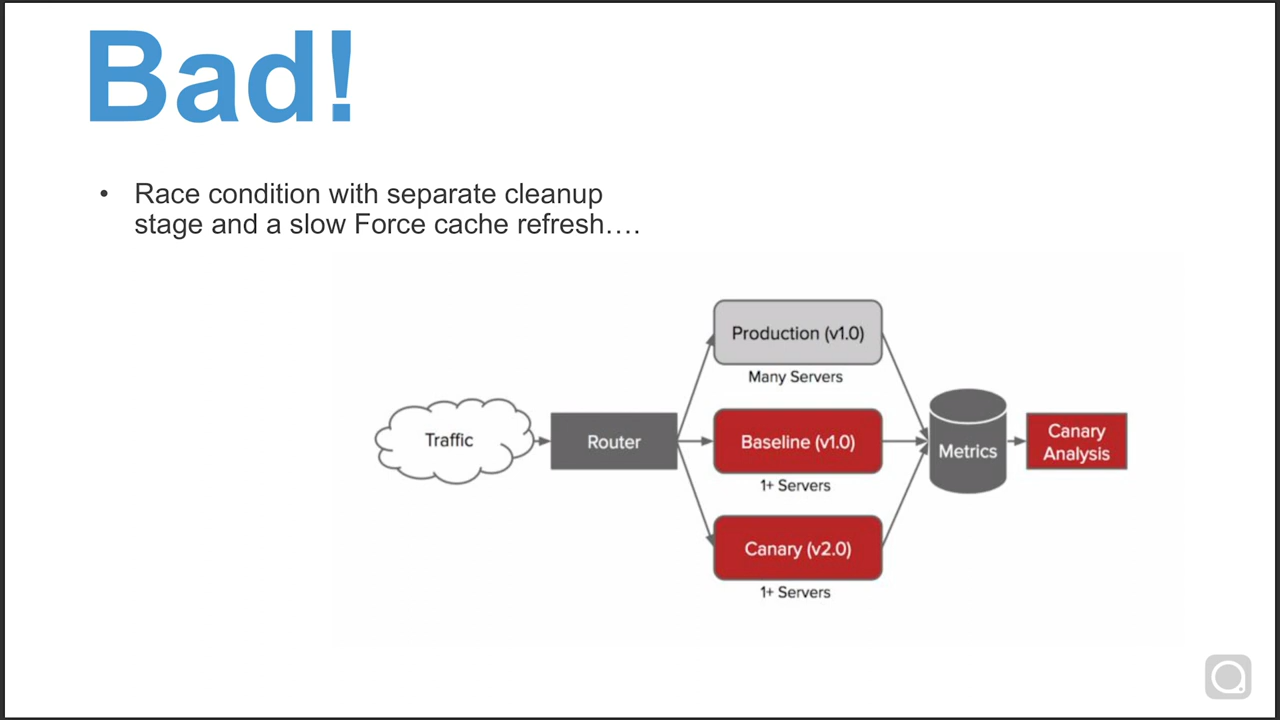 Bad!
• Race condition with separate cleanup
stage and a slow Force cache refresh….
Production (v1.0)
Many Servers
Traffic
Router
Baseline (v1.0)
1+ Servers
Metrics
Canary
Analysis
Canary (v2.0)
1+ Servers